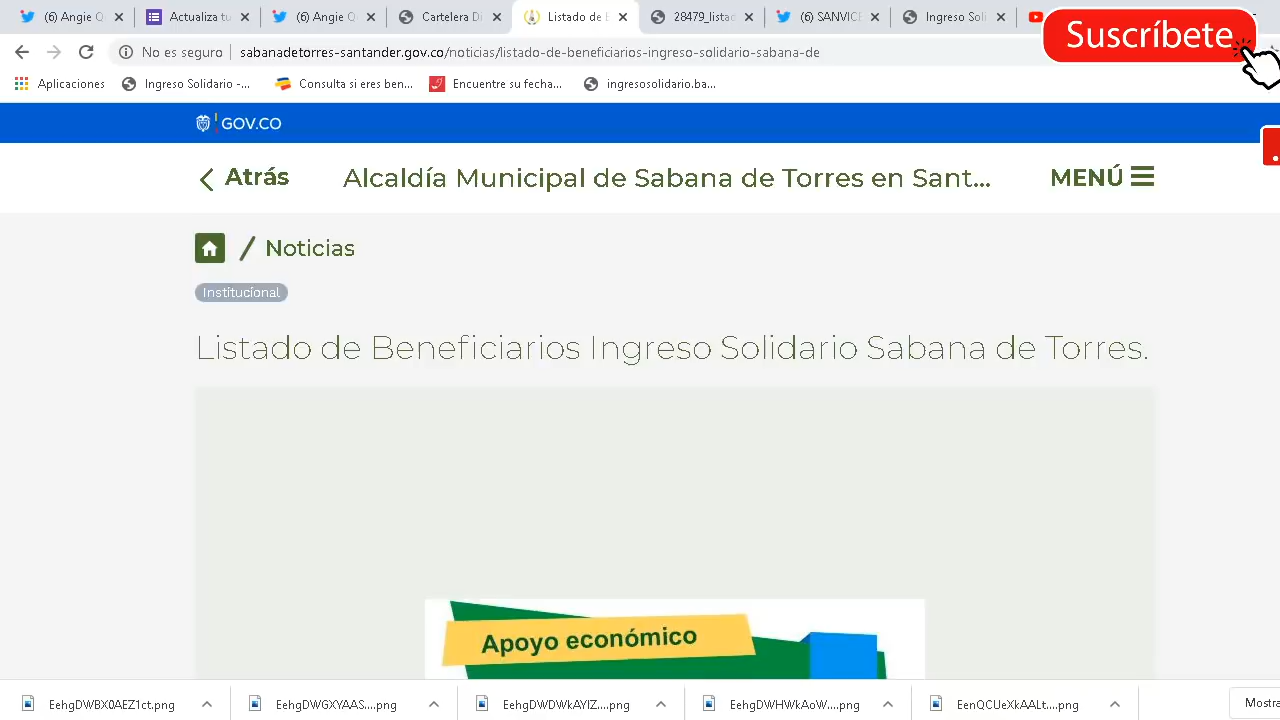 (6) Angie C
Actualiza tu
(6) Angie C
Cartelera D
Listado de B
28479_lista
(6) SANVICE
Ingreso Soli
Suscríbete
No es seguro
sabanadetorres-santander.gov.co/noticias/listado-de-beneficiarios-ingreso-solidario-sabana-de
Aplicaciones
Ingreso Solidario -...
Consulta si eres ben...
Encuentre su fecha...
ingresosolidario.ba...
GOV.CO
Atrás
Alcaldía Municipal de Sabana de Torres en Sant...
MENÚ
/ Noticias
Institucional
Listado de Beneficiarios Ingreso Solidario Sabana de Torres.
Apoyo económico
EehgDWBX0AEZ1ct.png
EehgDWGXYAAS....png
EehgDWDWkAYIZ....png
EehgDWHWkAoW....png
EenQCUeXkAALt....png
Mostra